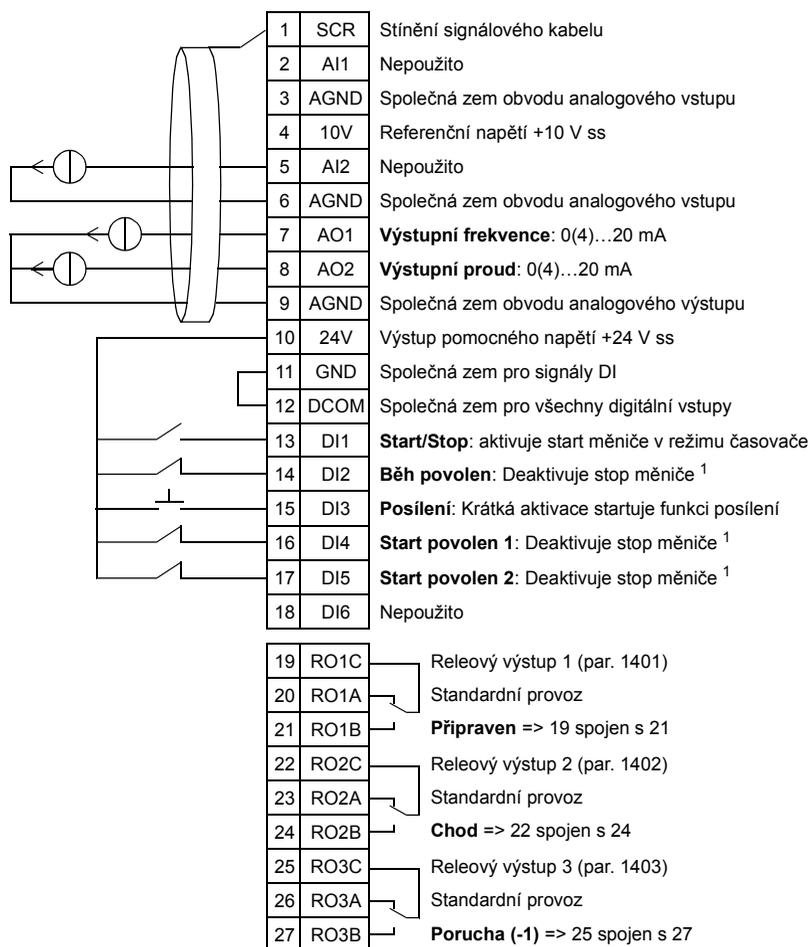 1 SCR Stínění signálového kabelu
2 AI1 Nepoužito
3 AGND Společná zem obvodu analogového vstupu
4 10V Referenční napětí +10 V ss
5 AI2 Nepoužito
6 AGND Společná zem obvodu analogového vstupu
7 AO1 Výstupní frekvence: 0(4)…20 mA
8 AO2 Výstupní proud: 0(4)…20 mA
9 AGND Společná zem obvodu analogového výstupu
10 24V Výstup pomocného napětí +24 V ss
11 GND Společná zem pro signály DI
12 DCOM Společná zem pro všechny digitální vstupy
13 DI1 Start/Stop: aktivuje start měniče v režimu časovače
14 DI2 Běh povolen: Deaktivuje stop měniče 1
15 DI3 Posílení: Krátká aktivace startuje funkci posílení
16 DI4 Start povolen 1: Deaktivuje stop měniče 1
17 DI5 Start povolen 2: Deaktivuje stop měniče 1
18 DI6 Nepoužito
19 RO1C Releový výstup 1 (par. 1401)
20 RO1A Standardní provoz
21 RO1B Připraven => 19 spojen s 21
22 RO2C Releový výstup 2 (par. 1402)
23 RO2A Standardní provoz
24 RO2B Chod => 22 spojen s 24
25 RO3C Releový výstup 3 (par. 1403)
26 RO3A Standardní provoz
27 RO3B Porucha (-1) => 25 spojen s 27